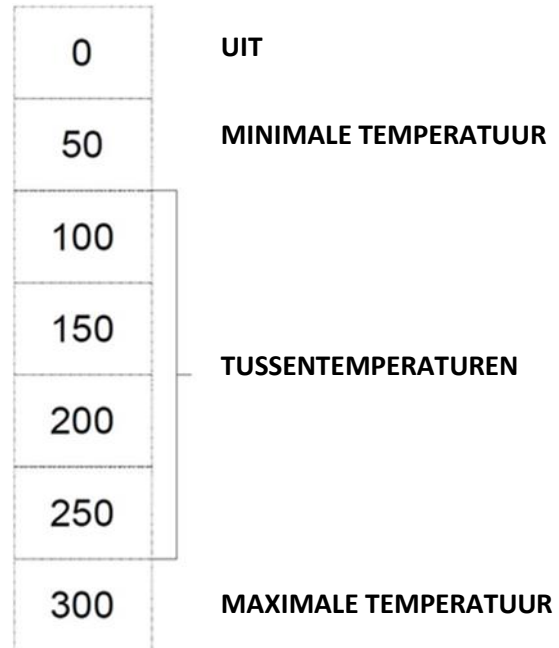 0 UIT
50 MINIMALE TEMPERATUUR
100
150
TUSSENTEMPERATUREN
200
250
300 MAXIMALE TEMPERATUUR